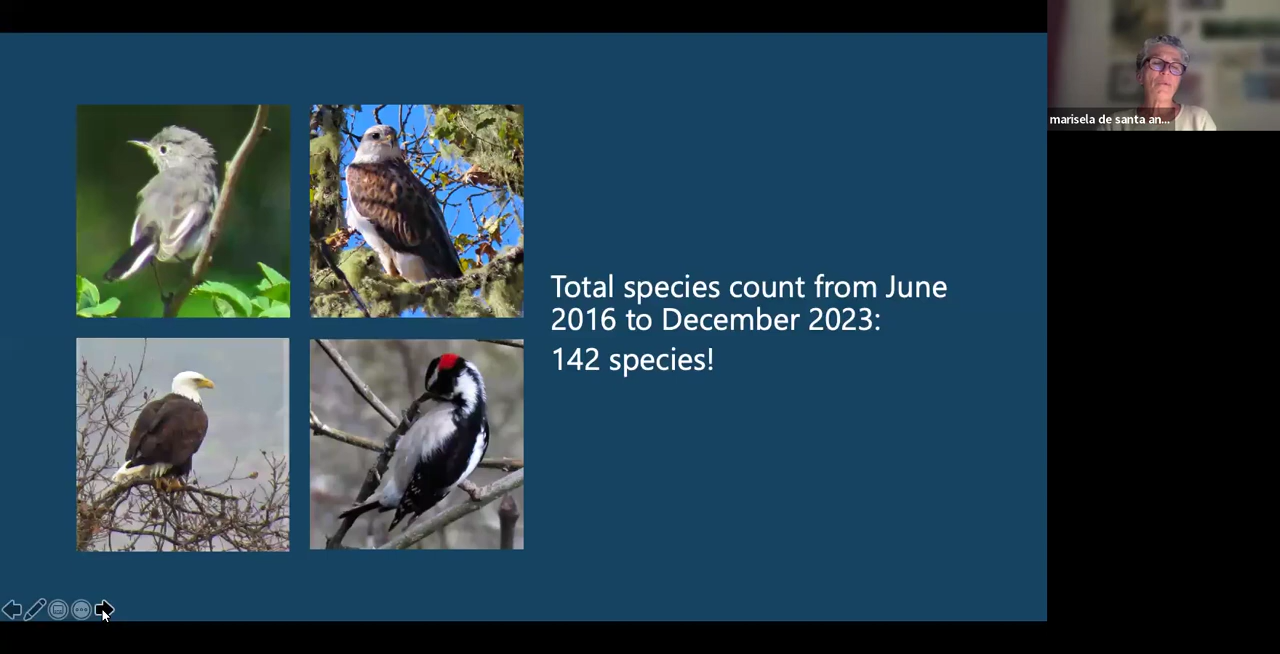 marisela de santa an...
Total species count from June
2016 to December 2023:
142 species!